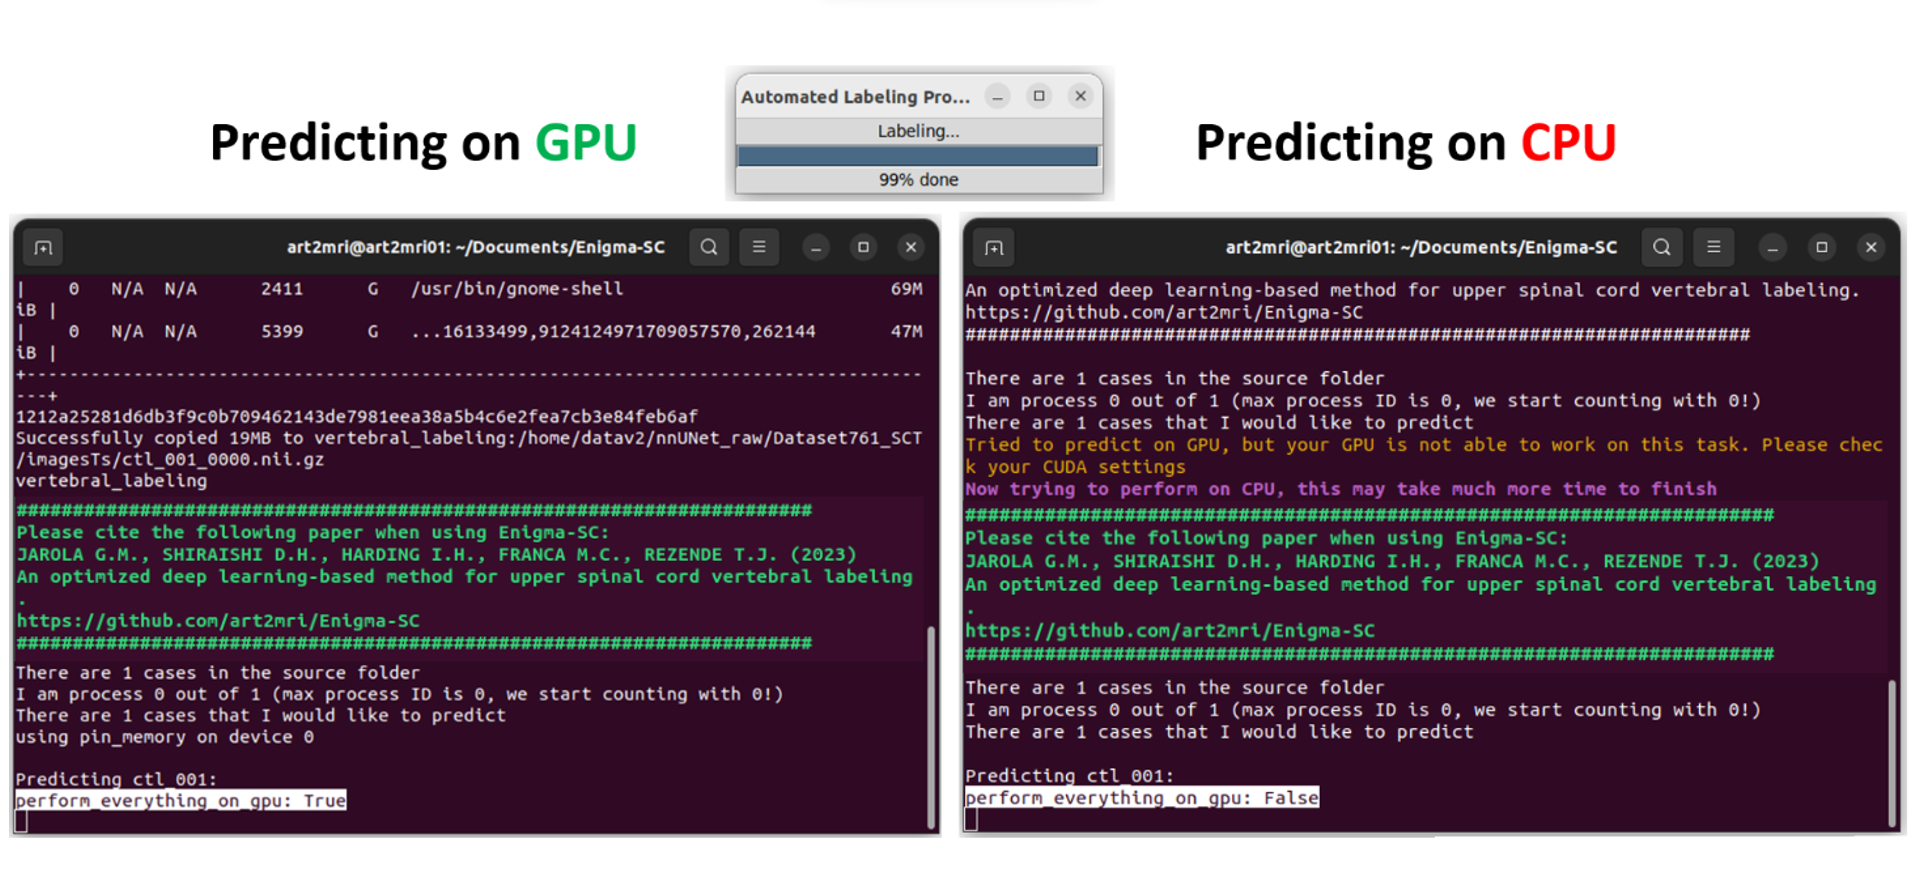 Automated Labeling Pro...
Labeling...
99% done
Predicting on GPU
Predicting on CPU
art2mri@art2mri01: ~/Documents/Enigma-SC
|    0   N/A  N/A      2411      G   /usr/bin/gnome-shell                         69M
iB |
|    0   N/A  N/A      5399      G   ...16133499,9124124971709057570,262144       47M
iB |
+-------------------------------------------------------------------------------------
---+
1212a25281d6db3f9c0b709462143de7981eea38a5b4c6e2fea7cb3e84feb6af
Successfully copied 19MB to vertebral_labeling:/home/datav2/nnUNet_raw/Dataset761_SCT
/imagesTs/ctl_001_0000.nii.gz
vertebral_labeling
###########################################################################
Please cite the following paper when using Enigma-SC:
JAROLA G.M., SHIRAISHI D.H., HARDING I.H., FRANCA M.C., REZENDE T.J. (2023)
An optimized deep learning-based method for upper spinal cord vertebral labeling
.
https://github.com/art2mri/Enigma-SC
###########################################################################
There are 1 cases in the source folder
I am process 0 out of 1 (max process ID is 0, we start counting with 0!)
There are 1 cases that I would like to predict
using pin_memory on device 0
Predicting ctl_001:
perform_everything_on_gpu: True
art2mri@art2mri01: ~/Documents/Enigma-SC
An optimized deep learning-based method for upper spinal cord vertebral labeling.
https://github.com/art2mri/Enigma-SC
#######################################################################
There are 1 cases in the source folder
I am process 0 out of 1 (max process ID is 0, we start counting with 0!)
There are 1 cases that I would like to predict
Tried to predict on GPU, but your GPU is not able to work on this task. Please chec
k your CUDA settings
Now trying to perform on CPU, this may take much more time to finish
#######################################################################
Please cite the following paper when using Enigma-SC:
JAROLA G.M., SHIRAISHI D.H., HARDING I.H., FRANCA M.C., REZENDE T.J. (2023)
An optimized deep learning-based method for upper spinal cord vertebral labeling
.
https://github.com/art2mri/Enigma-SC
#######################################################################
There are 1 cases in the source folder
I am process 0 out of 1 (max process ID is 0, we start counting with 0!)
There are 1 cases that I would like to predict
Predicting ctl_001:
perform_everything_on_gpu: False